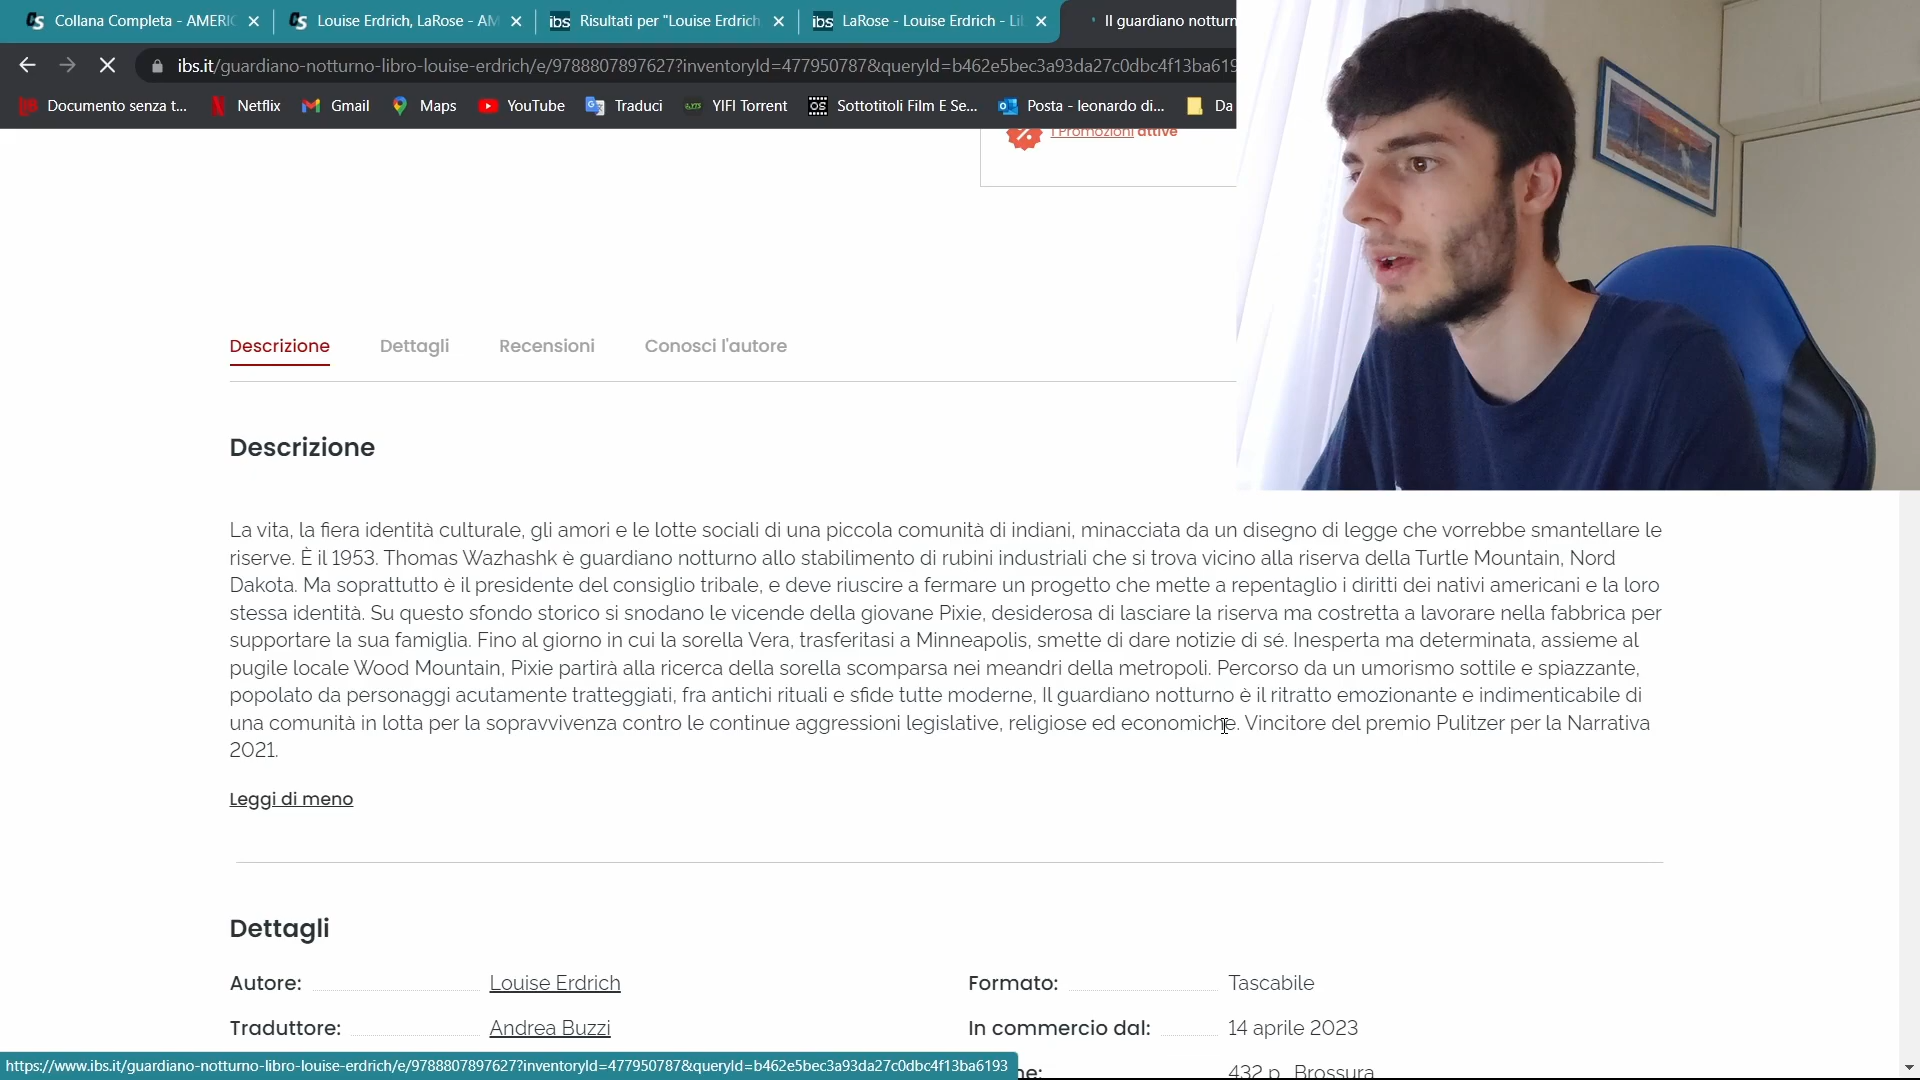 Collana Completa - AMERI
Louise Erdrich, LaRose - AM
ibs Risultati per "Louise Erdrich
ibs LaRose - Louise Erdrich - Li
Il guardiano notturn
ibs.it/guardiano-notturno-libro-louise-erdrich/e/9788807897627?inventoryId=477950787&queryId=b462e5bec3a93da27c0dbc4f13ba619
Documento senza t...
Netflix
Gmail
Maps
YouTube
Traduci
YIFI Torrent
OS Sottotitoli Film E Se...
Posta - leonardo di...
Da
1 Promozioni attive
Descrizione
Dettagli
Recensioni
Conosci l'autore
Descrizione
La vita, la fiera identità culturale, gli amori e le lotte sociali di una piccola comunità di indiani, minacciata da un disegno di legge che vorrebbe smantellare le
riserve. È il 1953. Thomas Wazhashk è guardiano notturno allo stabilimento di rubini industriali che si trova vicino alla riserva della Turtle Mountain, Nord
Dakota. Ma soprattutto è il presidente del consiglio tribale, e deve riuscire a fermare un progetto che mette a repentaglio i diritti dei nativi americani e la loro
stessa identità. Su questo sfondo storico si snodano le vicende della giovane Pixie, desiderosa di lasciare la riserva ma costretta a lavorare nella fabbrica per
supportare la sua famiglia. Fino al giorno in cui la sorella Vera, trasferitasi a Minneapolis, smette di dare notizie di sé. Inesperta ma determinata, assieme al
pugile locale Wood Mountain, Pixie partirà alla ricerca della sorella scomparsa nei meandri della metropoli. Percorso da un umorismo sottile e spiazzante,
popolato da personaggi acutamente tratteggiati, fra antichi rituali e sfide tutte moderne, Il guardiano notturno è il ritratto emozionante e indimenticabile di
una comunità in lotta per la sopravvivenza contro le continue aggressioni legislative, religiose ed economiche. Vincitore del premio Pulitzer per la Narrativa
2021.
Leggi di meno
Dettagli
Autore: Louise Erdrich
Formato: Tascabile
Traduttore: Andrea Buzzi
In commercio dal: 14 aprile 2023
ne: 432 p., Brossura
https://www.ibs.it/guardiano-notturno-libro-louise-erdrich/e/9788807897627?inventoryId=477950787&queryId=b462e5bec3a93da27c0dbc4f13ba6193